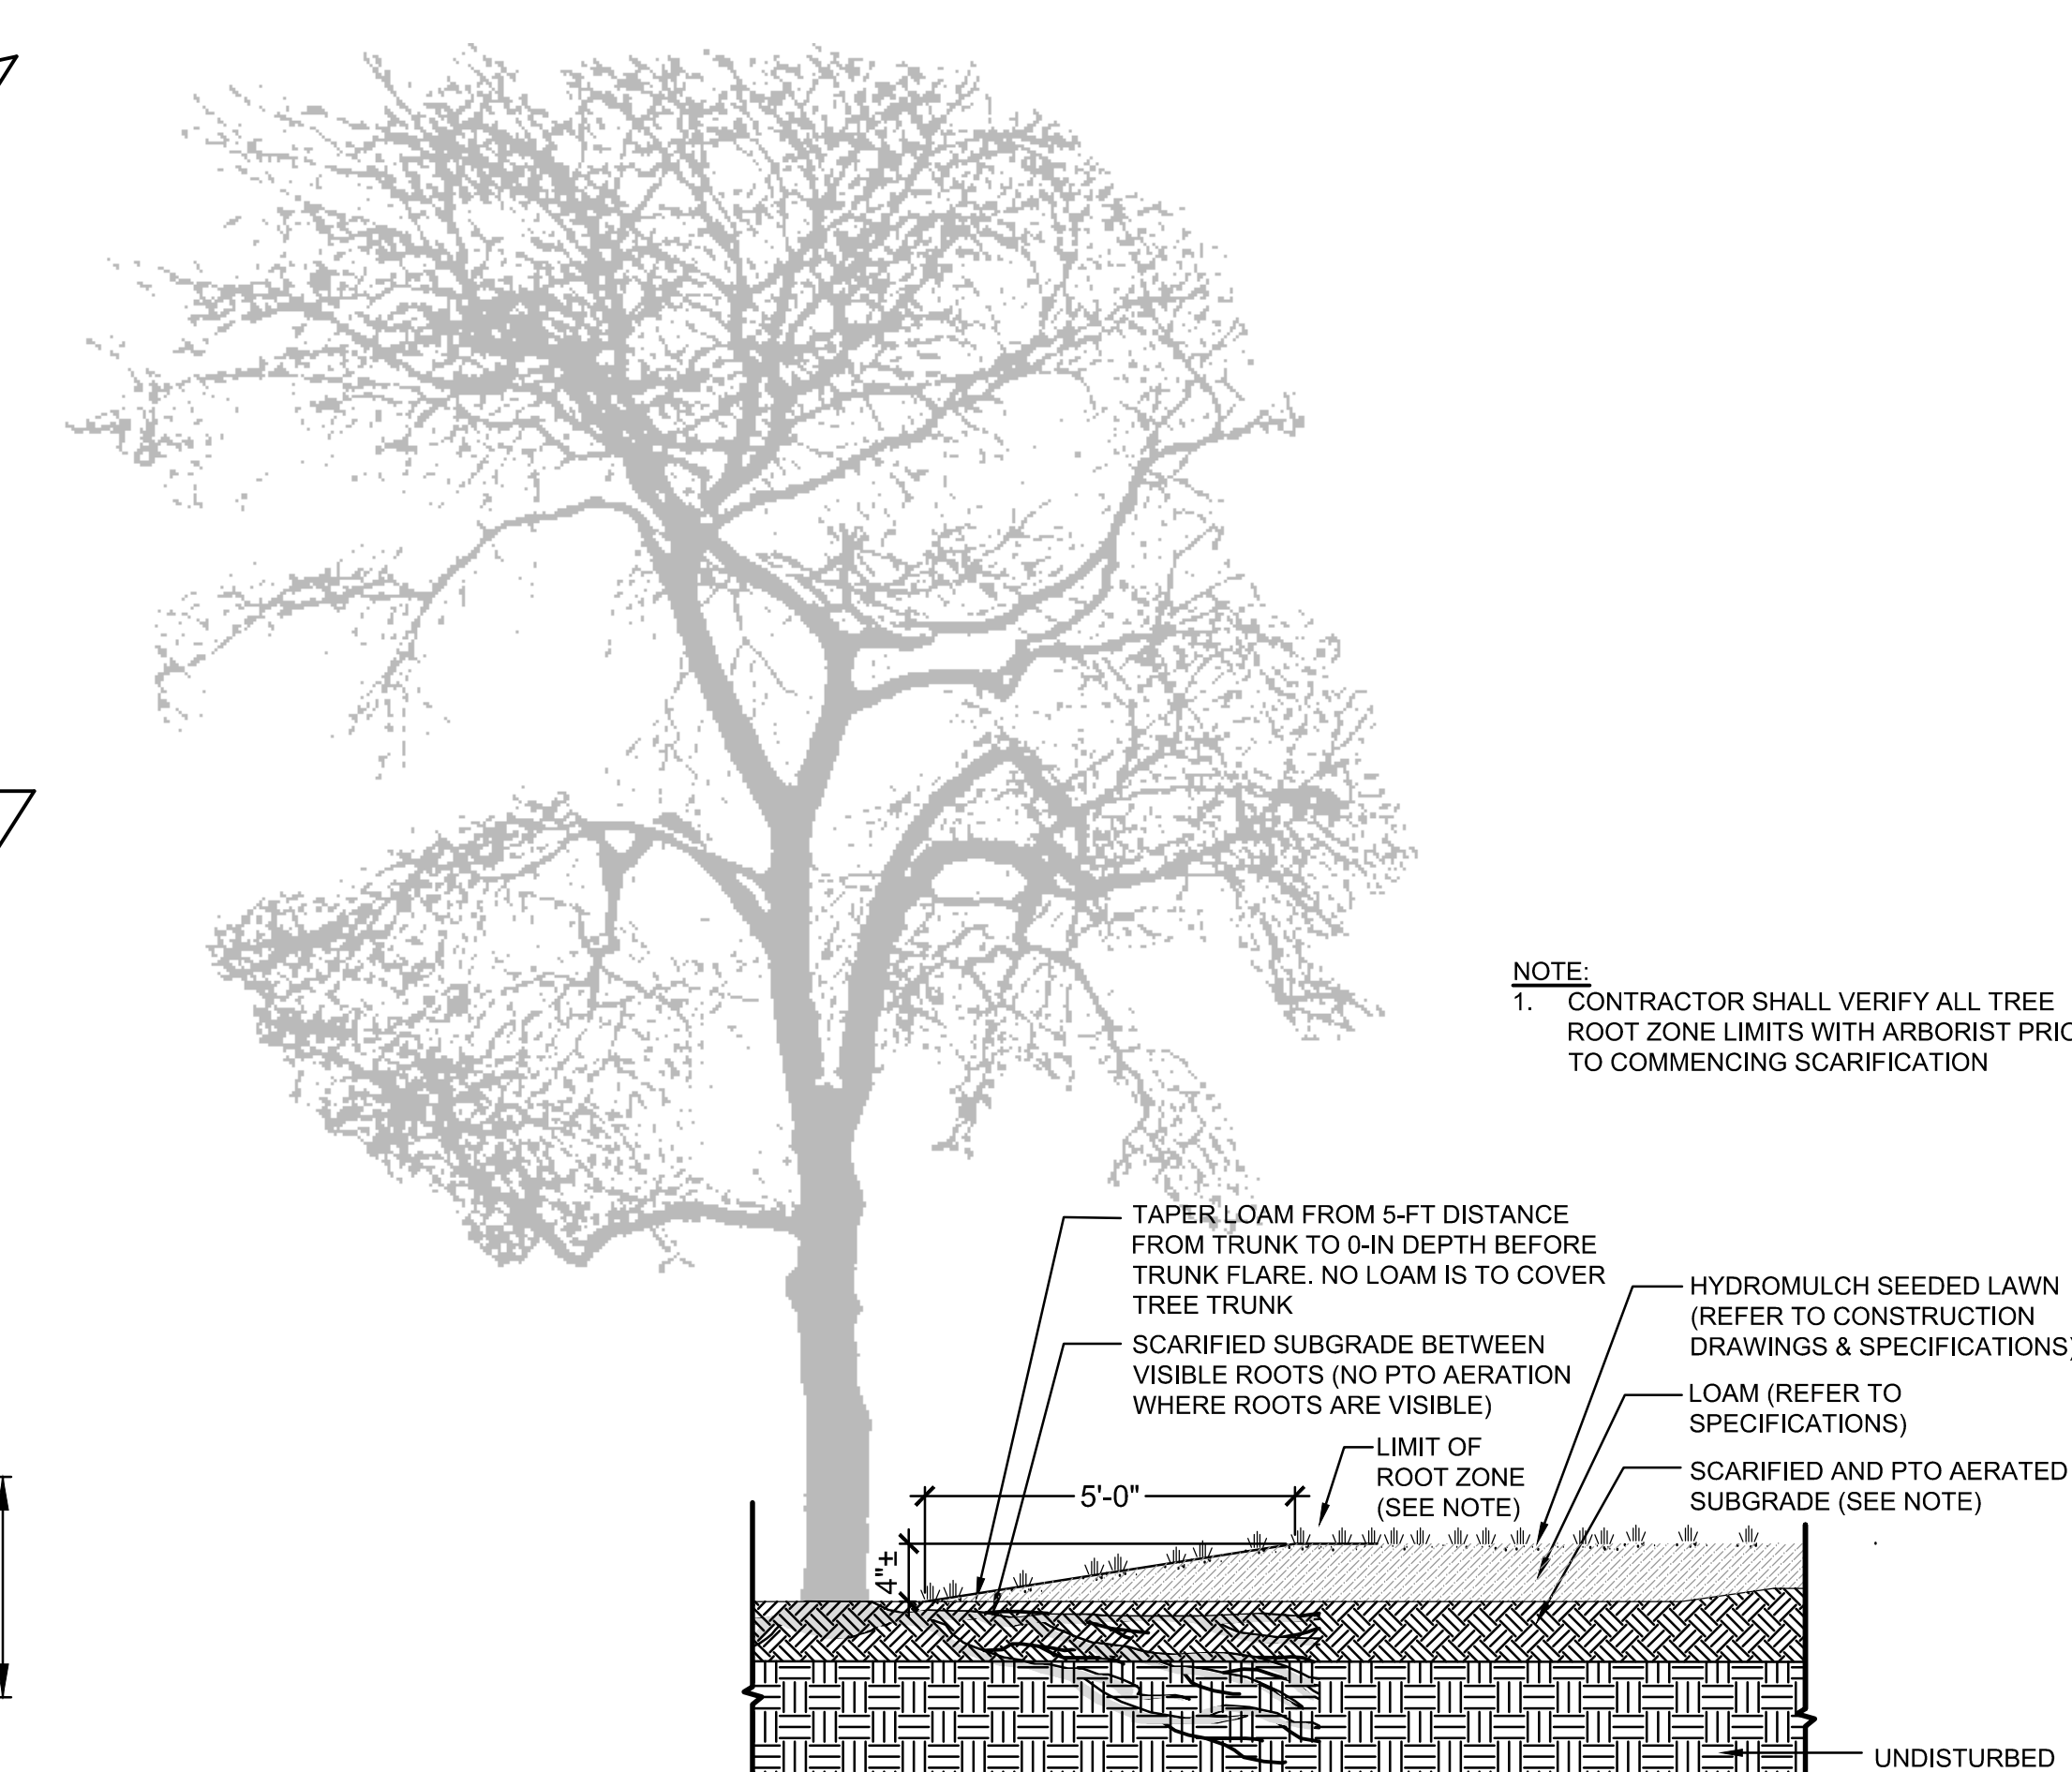 NOTE:
1. CONTRACTOR SHALL VERIFY ALL TREE
ROOT ZONE LIMITS WITH ARBORIST
TO COMMENCING SCARIFICATION
TAPER LOAM FROM 5-FT DISTANCE
FROM TRUNK TO 0-IN DEPTH BEFORE
TRUNK FLARE. NO LOAM IS TO COVER
TREE TRUNK
SCARIFIED SUBGRADE BETWEEN
VISIBLE ROOTS (NO PTO AERATION
WHERE ROOTS ARE VISIBLE)
LIMIT OF
ROOT ZONE
(SEE NOTE)
HYDROMULCH SEEDED LAWN
(REFER TO CONSTRUCTION
DRAWINGS & SPECIFICATIONS)
LOAM (REFER TO
SPECIFICATIONS)
SCARIFIED AND PTO AERATED
SUBGRADE (SEE NOTE)
5'-0"
4"±
UNDISTURBED